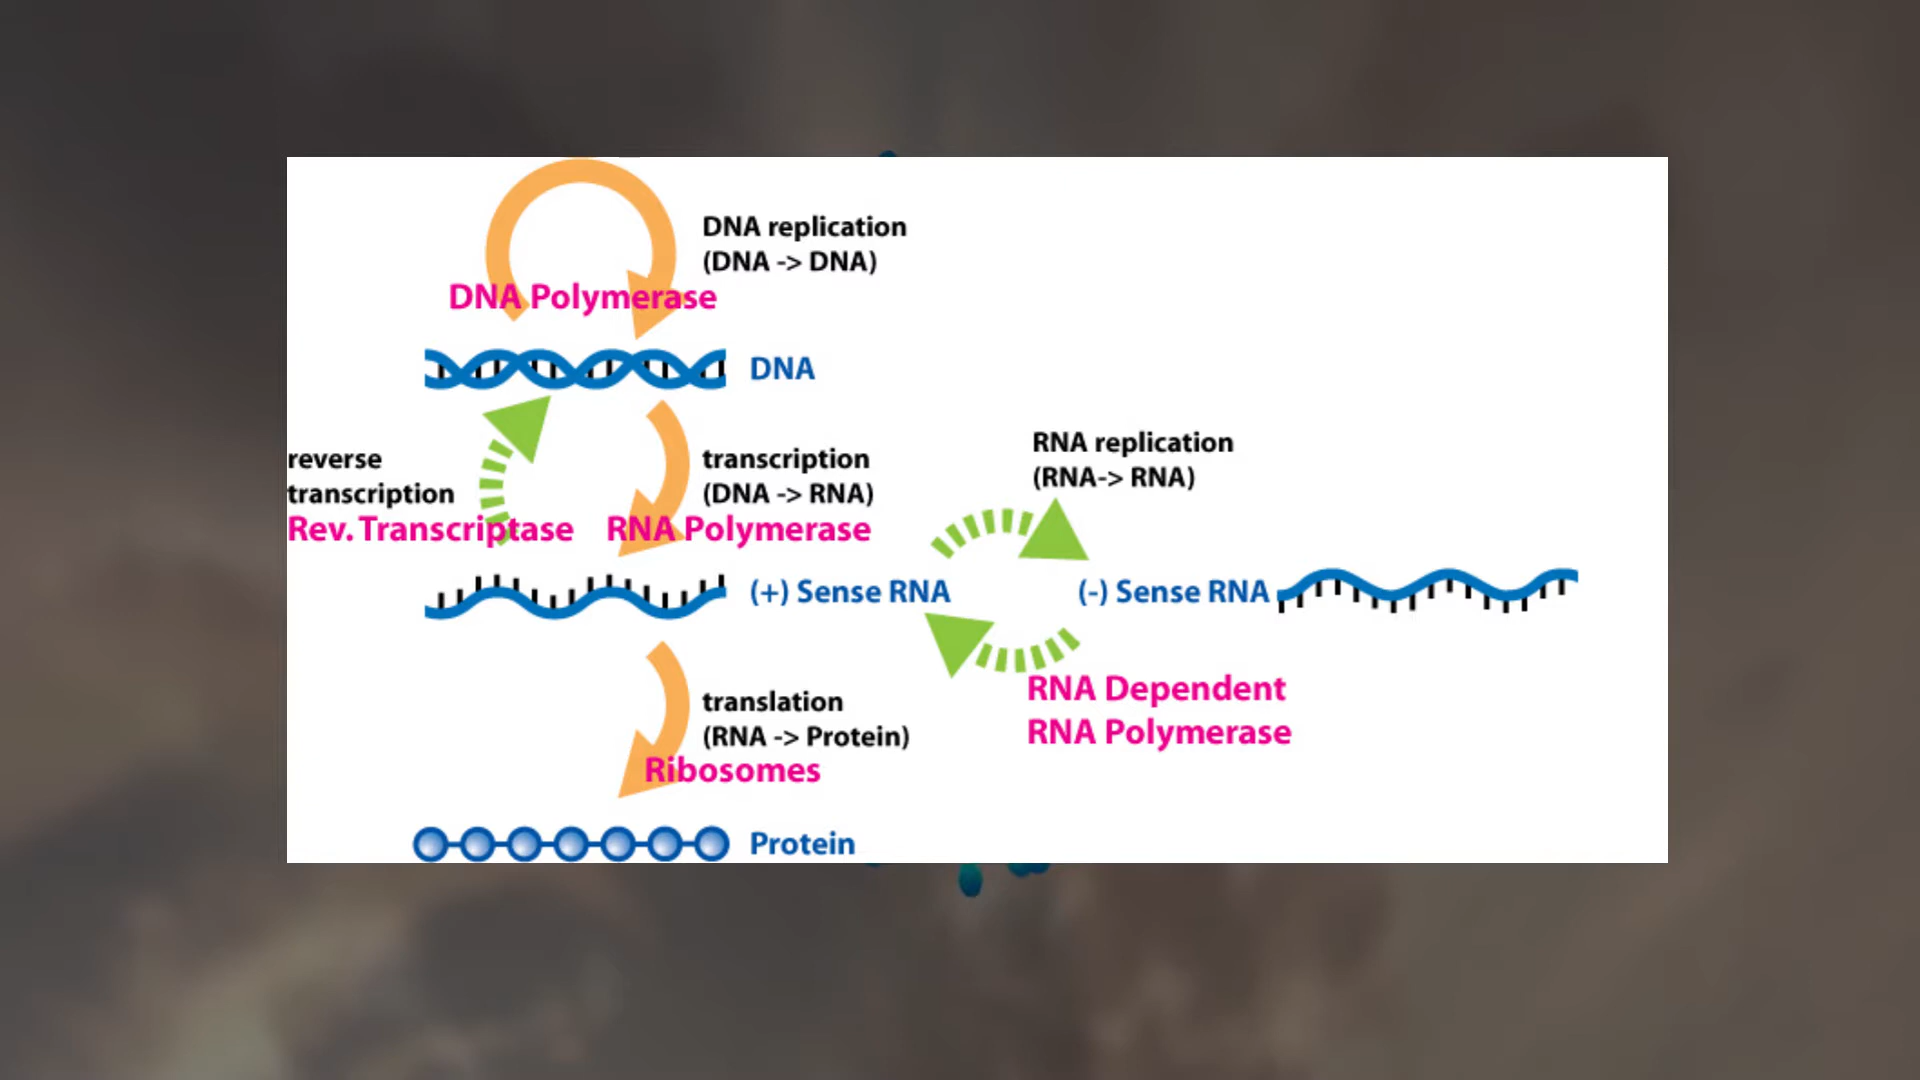 DNA replication
(DNA -> DNA)
DNA Polymerase
DNA
reverse
transcription
Rev. Transcriptase
transcription
(DNA -> RNA)
RNA Polymerase
RNA replication
(RNA-> RNA)
(+) Sense RNA
(-) Sense RNA
RNA Dependent
RNA Polymerase
translation
(RNA -> Protein)
Ribosomes
Protein